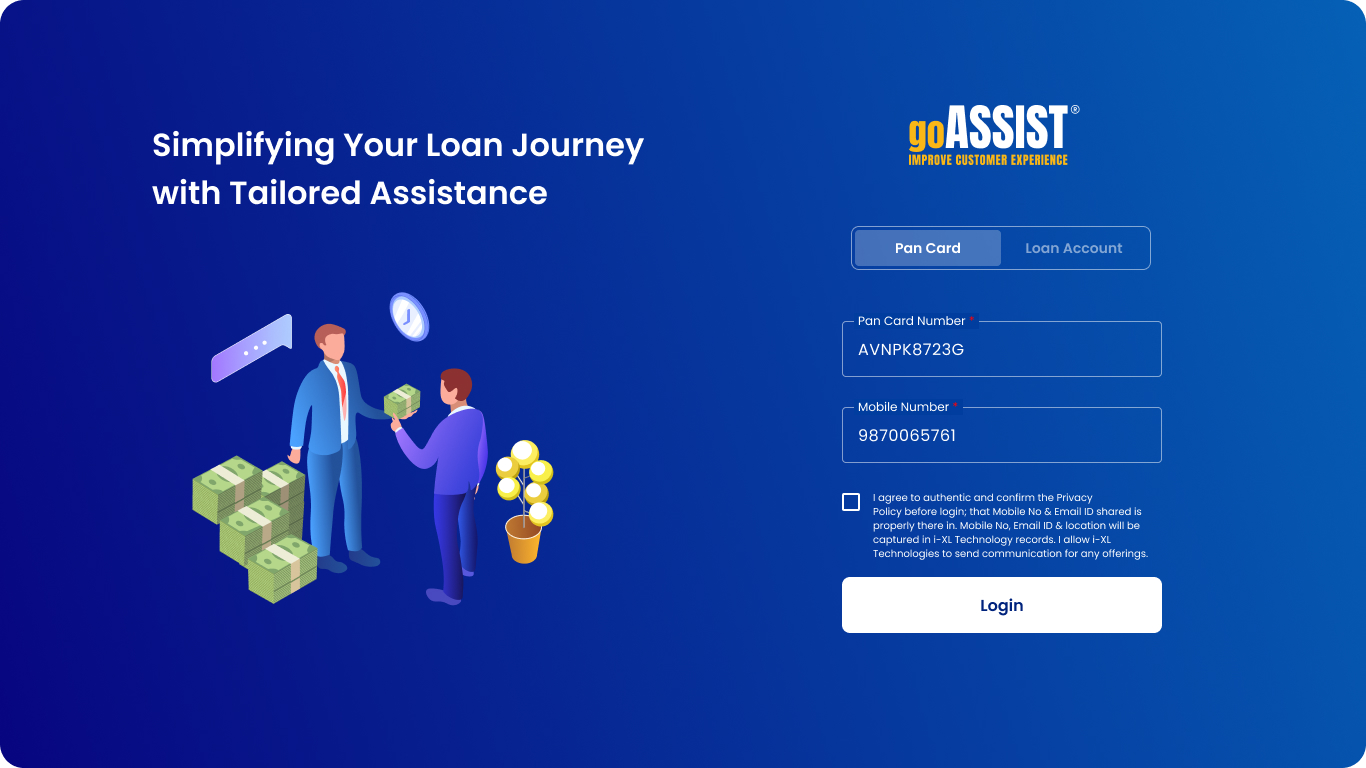 Simplifying Your Loan Journey
with Tailored Assistance
goASSIST®
IMPROVE CUSTOMER EXPERIENCE
Pan Card
Loan Account
Pan Card Number *
AVNPK8723G
Mobile Number *
9870065761
I agree to authentic and confirm the Privacy
Policy before login; that Mobile No & Email ID shared is
properly there in. Mobile No, Email ID & location will be
captured in i-XL Technology records. I allow i-XL
Technologies to send communication for any offerings.
Login